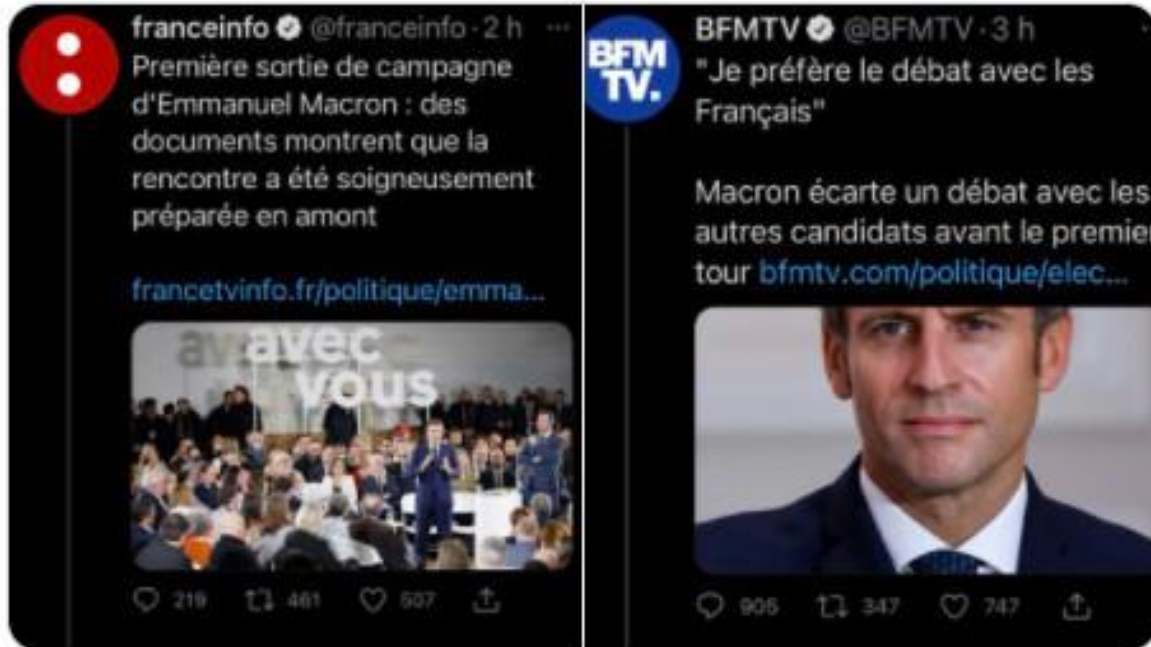 franceinfo @franceinfo · 2 h
Première sortie de campagne
d'Emmanuel Macron : des
documents montrent que la
rencontre a été soigneusement
préparée en amont
francetvinfo.fr/politique/emma...
avec
vous
219 461 507
BFM
TV.
BFMTV @BFMTV · 3 h
"Je préfère le débat avec les
Français"
Macron écarte un débat avec les
autres candidats avant le premier
tour bfmtv.com/politique/elec...
905 347 747